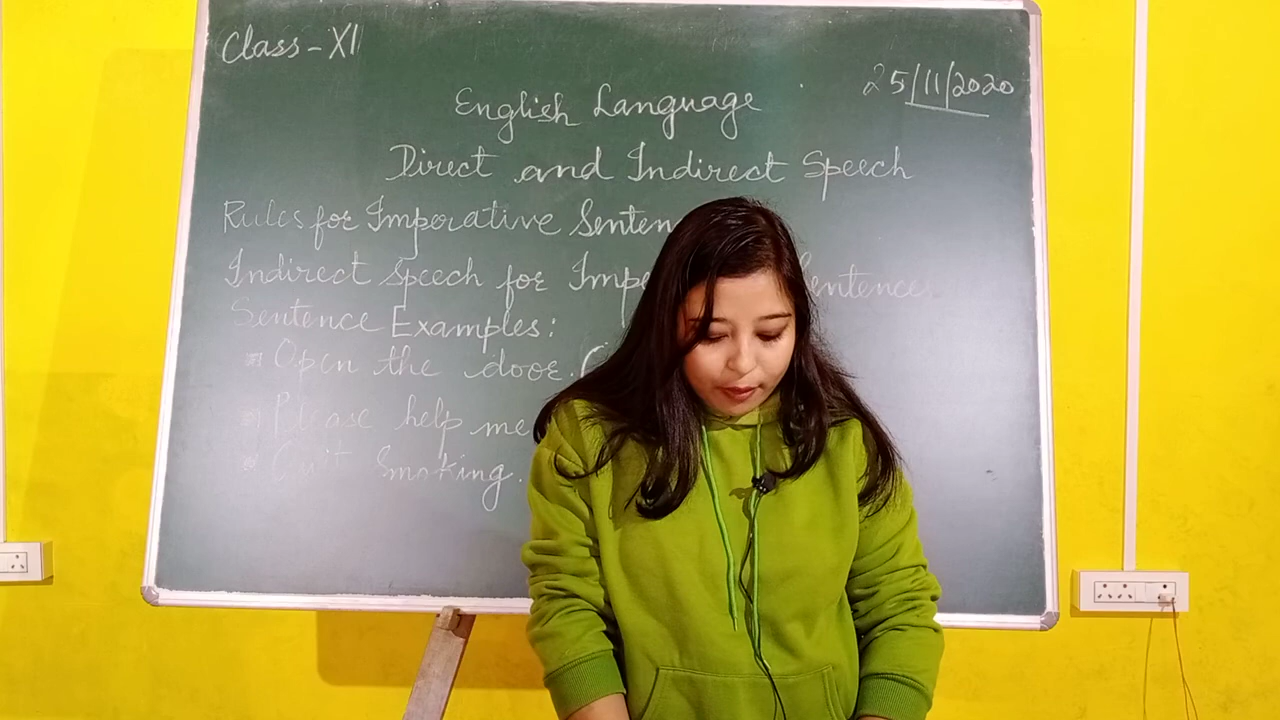 Class - XI
25/11/2020
English Language
Direct and Indirect Speech
Rules for Imperative Senten
Indirect Speech for Impe entence
Sentence Examples:
* Open the door. (
* Please help me
* Quit Smoking.